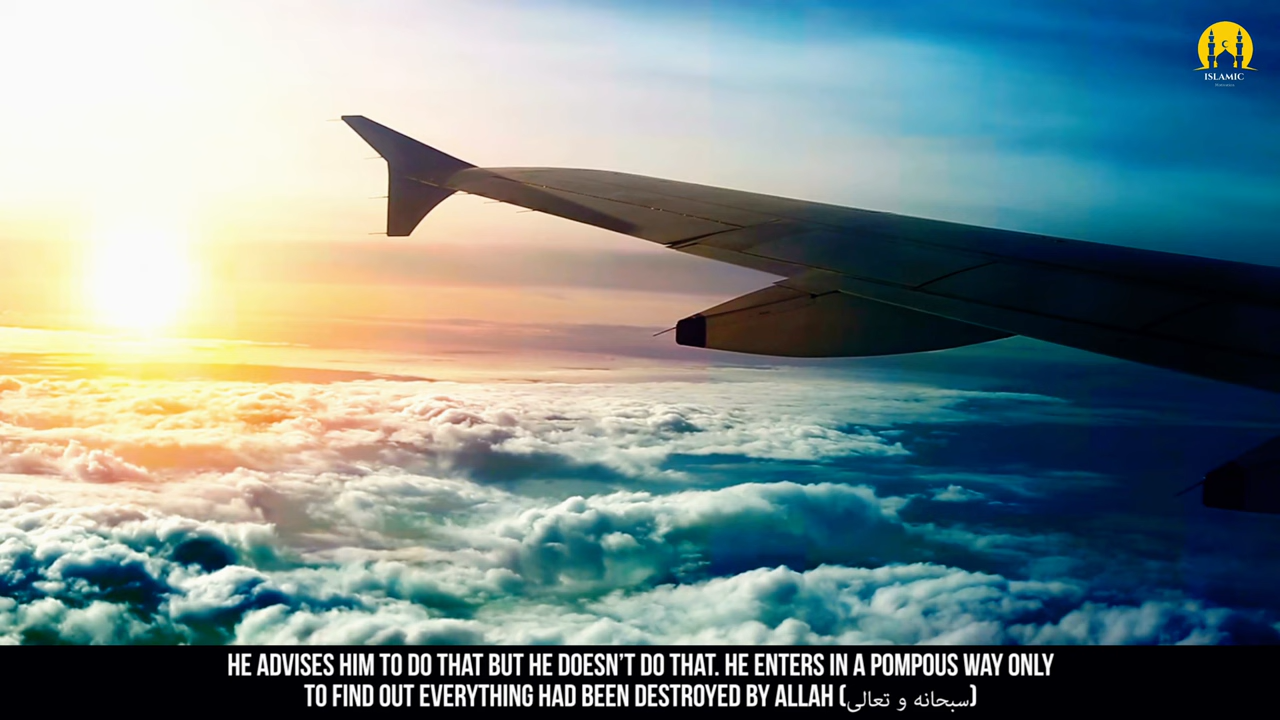 ISLAMIC
HE ADVISES HIM TO DO THAT BUT HE DOESN'T DO THAT. HE ENTERS IN A POMPOUS WAY ONLY
TO FIND OUT EVERYTHING HAD BEEN DESTROYED BY ALLAH (سبحانه و تعالى)